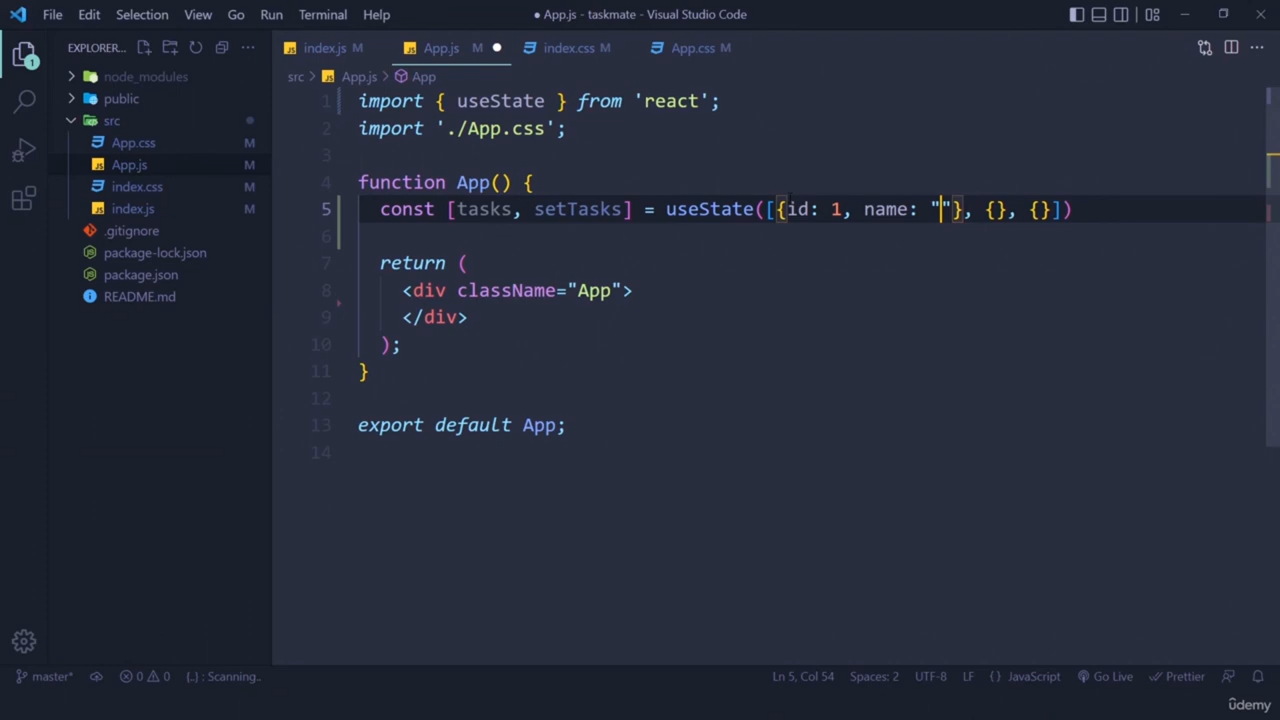 File Edit Selection View Go Run Terminal Help
● App.js - taskmate - Visual Studio Code
EXPLORER...
index.js M
App.js M
index.css M
App.css M
src > App.js > App
node_modules
public
src
App.css M
App.js M
index.css M
index.js M
.gitignore
package-lock.json
package.json
README.md
1
1 import { useState } from 'react';
2 import './App.css';
3
4 function App() {
5 const [tasks, setTasks] = useState([{id: 1, name: ""}, {}, {}])
6
7 return (
8 <div className="App">
9 </div>
10 );
11 }
12
13 export default App;
14
master* 0 0 {..} : Scanning.. Ln 5, Col 54 Spaces: 2 UTF-8 LF {} JavaScript Go Live Prettier
ûdemy